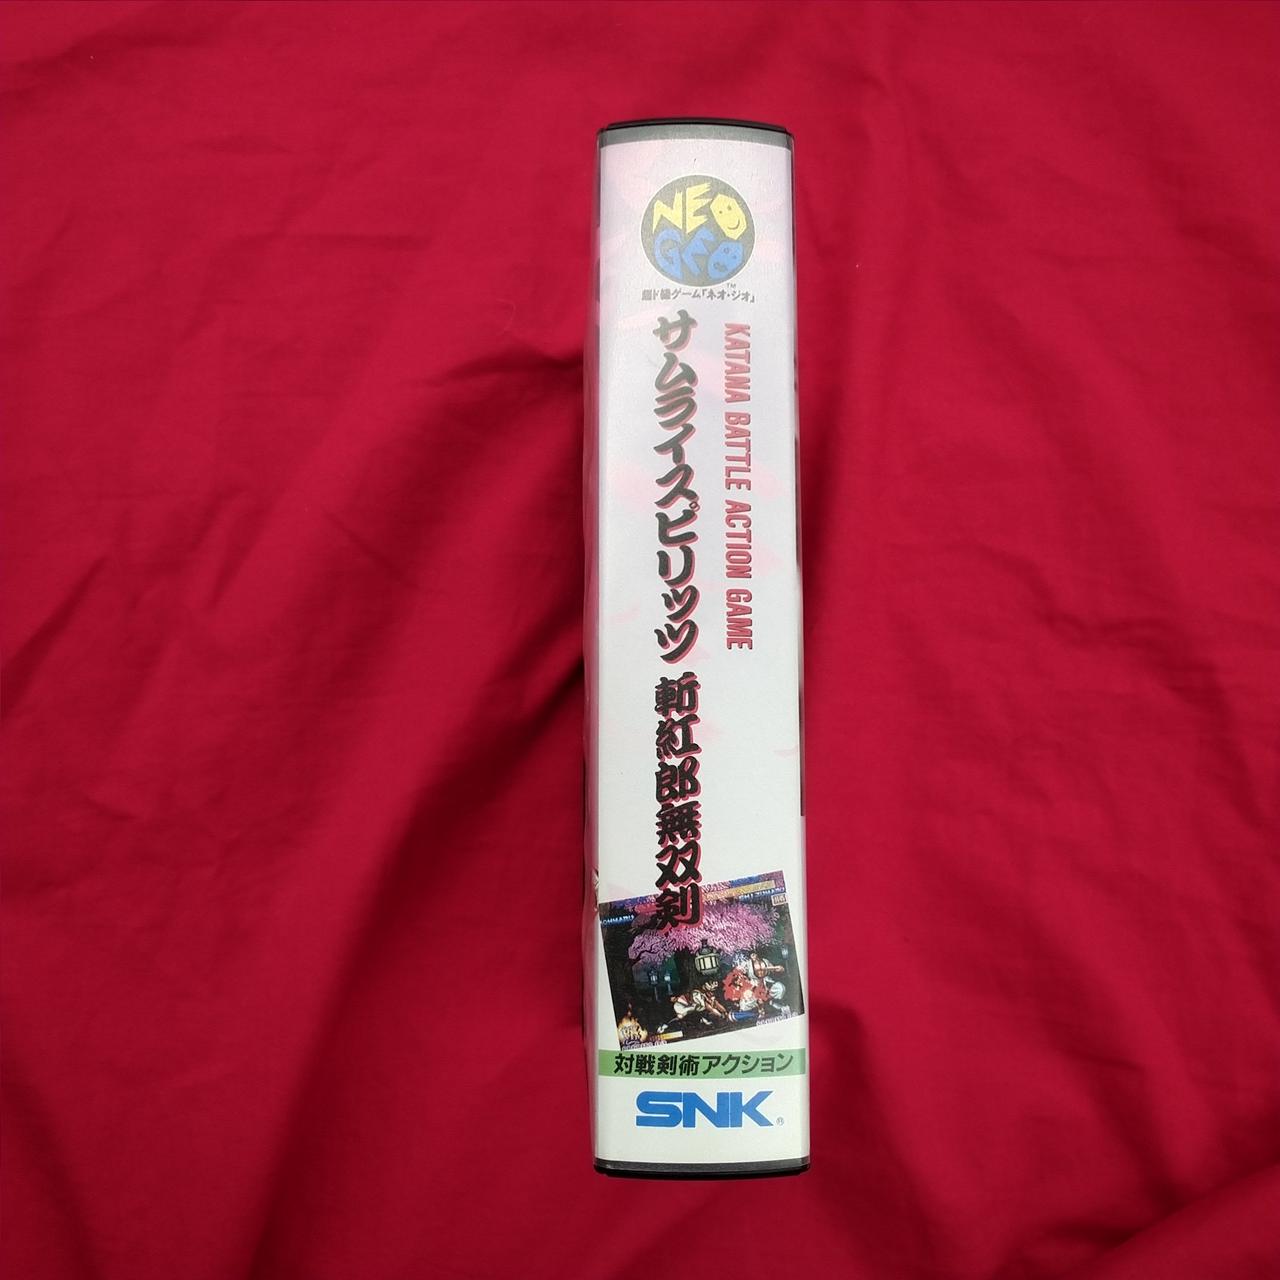 NEO
GEO
TM
超ド級ゲーム「ネオ・ジオ」
KATANA BATTLE ACTION GAME
サムライスピリッツ 斬紅郎無双剣
対戦剣術アクション
SNK®